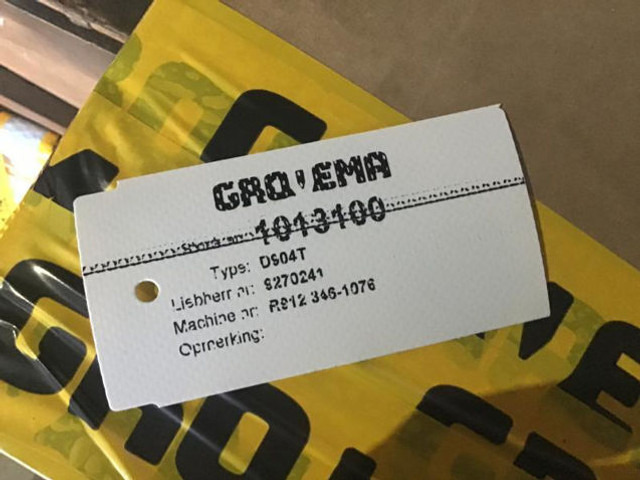 GRO'EMA
1013100
Type: D904T
Liebherr nr: 9270241
Machine nr: R912 346-1076
Opmerking: